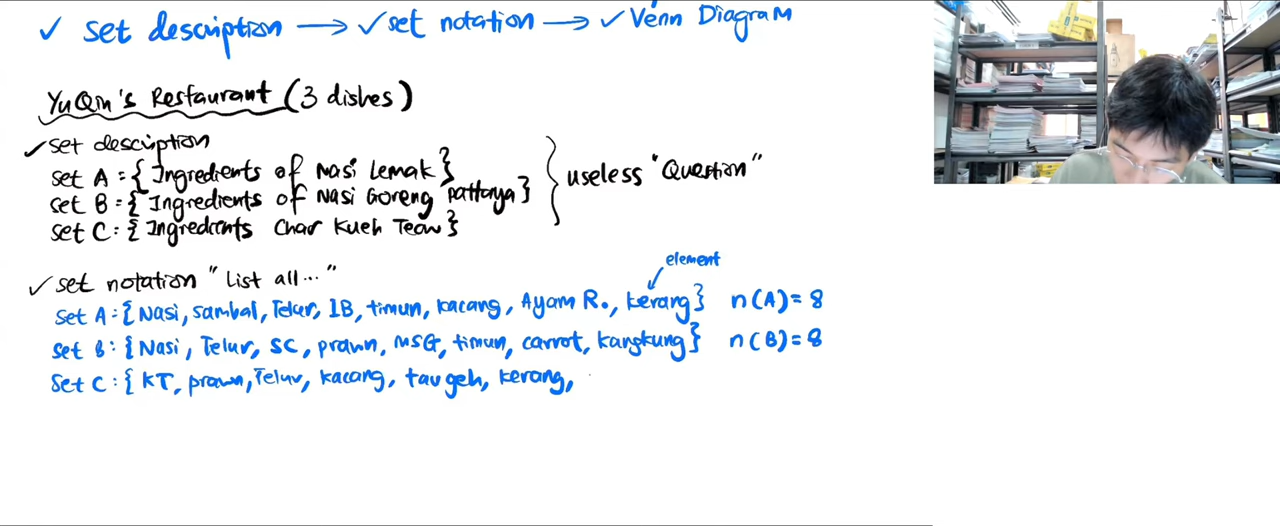 ✓ set description → ✓ set notation → ✓ Venn Diagram
YuQin's Restaurant (3 dishes)
✓ set description
set A = { Ingredients of Nasi Lemak }
set B = { Ingredients of Nasi Goreng Pattaya }
set C : { Ingredients Char Kueh Teow }
useless "Question"
✓ set notation "List all..."
element
set A : { Nasi, sambal, Telur, IB, timun, kacang, Ayam R., kerang } n(A) = 8
set B : { Nasi, Telur, SC, prawn, MSG, timun, carrot, kangkung } n(B) = 8
set C : { KT, prawn, Telur, kacang, taugeh, kerang,